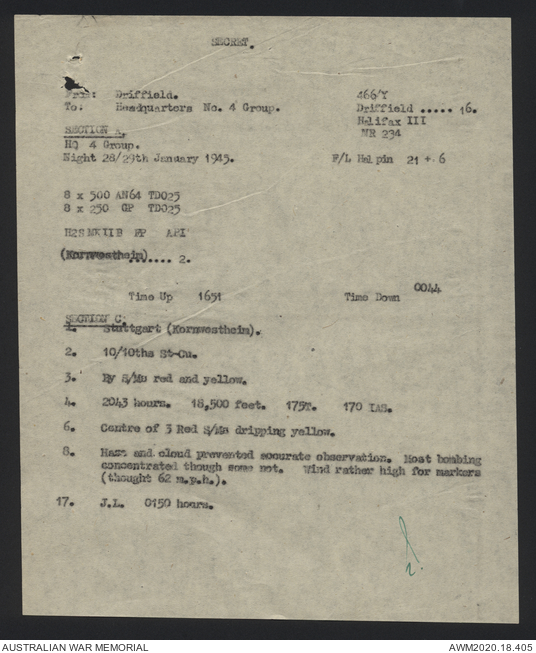 SECRET.
From: Driffield.
466/Y
To: Headquarters No. 4 Group.
Driffield ..... 16.
Halifax III
SECTION A.
NR 234
HQ 4 Group.
Night 28/29th January 1945.
F/L Halpin 21 + 6
8 x 500 AN64 TD025
8 x 250 GP TD025
H2S MK IIB FP API
(Kornwestheim)....... 2.
Time Up 1651
Time Down 0044
SECTION C.
1. Stuttgart (Kornwestheim).
2. 10/10ths St-Cu.
3. By S/Mu red and yellow.
4. 2043 hours. 18,500 feet. 175T. 170 IAS.
6. Centre of 3 Red S/Ms dripping yellow.
8. Haze and cloud prevented accurate observation. Most bombing
concentrated though some not. Wind rather high for markers
(thought 62 m.p.h.).
17. J.L. 0150 hours.
AUSTRALIAN WAR MEMORIAL
AWM2020.18.405